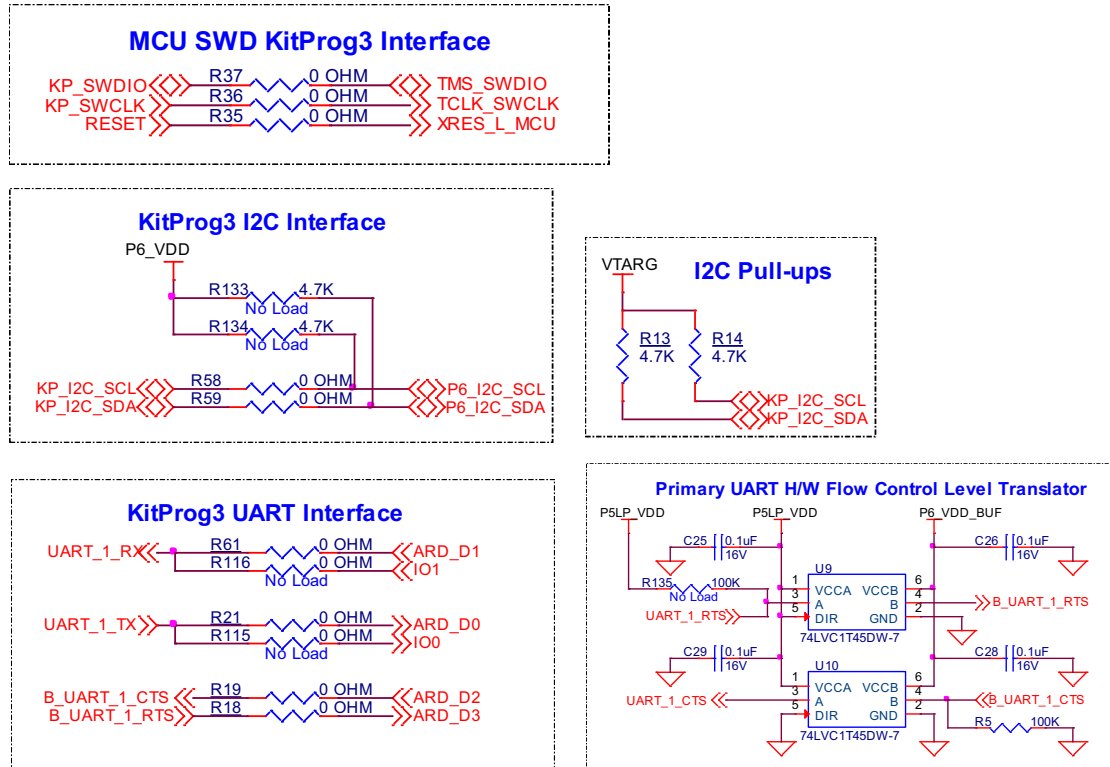 MCU SWD KitProg3 Interface
KP_SWDIO R37 0 OHM TMS_SWDIO
KP_SWCLK R36 0 OHM TCLK_SWCLK
RESET R35 0 OHM XRES_L_MCU
KitProg3 I2C Interface
P6_VDD
R133 4.7K
No Load
R134 4.7K
No Load
KP_I2C_SCL R58 0 OHM P6_I2C_SCL
KP_I2C_SDA R59 0 OHM P6_I2C_SDA
VTARG
I2C Pull-ups
R13 R14
4.7K 4.7K
KP_I2C_SCL
KP_I2C_SDA
KitProg3 UART Interface
UART_1_RX R61 0 OHM ARD_D1
R116 0 OHM IO1
No Load
UART_1_TX R21 0 OHM ARD_D0
R115 0 OHM IO0
No Load
B_UART_1_CTS R19 0 OHM ARD_D2
B_UART_1_RTS R18 0 OHM ARD_D3
Primary UART H/W Flow Control Level Translator
P5LP_VDD P5LP_VDD P6_VDD_BUF
C25 0.1uF C26 0.1uF
16V 16V
U9
R135 100K
No Load
1 VCCA VCCB 6
3 A B 4 B_UART_1_RTS
UART_1_RTS 5 DIR GND 2
74LVC1T45DW-7
C29 0.1uF C28 0.1uF
16V 16V
U10
1 VCCA VCCB 6
UART_1_CTS 3 A B 4 B_UART_1_CTS
5 DIR GND 2
74LVC1T45DW-7
R5 100K